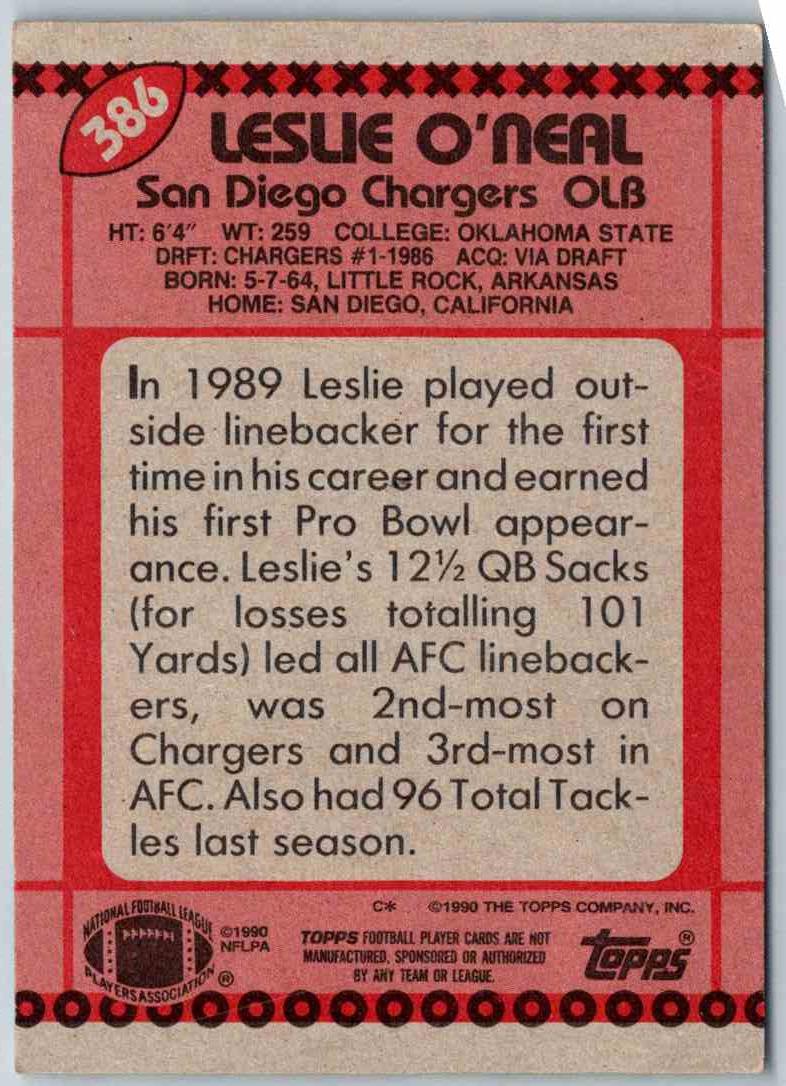 386
LESLIE O'NEAL
San Diego Chargers OLB
HT: 6'4" WT: 259 COLLEGE: OKLAHOMA STATE
DRFT: CHARGERS #1-1986 ACQ: VIA DRAFT
BORN: 5-7-64, LITTLE ROCK, ARKANSAS
HOME: SAN DIEGO, CALIFORNIA
In 1989 Leslie played out-
side linebacker for the first
time in his career and earned
his first Pro Bowl appear-
ance. Leslie's 12½ QB Sacks
(for losses totalling 101
Yards) led all AFC lineback-
ers, was 2nd-most on
Chargers and 3rd-most in
AFC. Also had 96 Total Tack-
les last season.
C* ©1990 THE TOPPS COMPANY, INC.
NATIONAL FOOTBALL LEAGUE
PLAYERS ASSOCIATION ®
©1990
NFLPA
TOPPS FOOTBALL PLAYER CARDS ARE NOT
MANUFACTURED, SPONSORED OR AUTHORIZED
BY ANY TEAM OR LEAGUE.
Topps ®